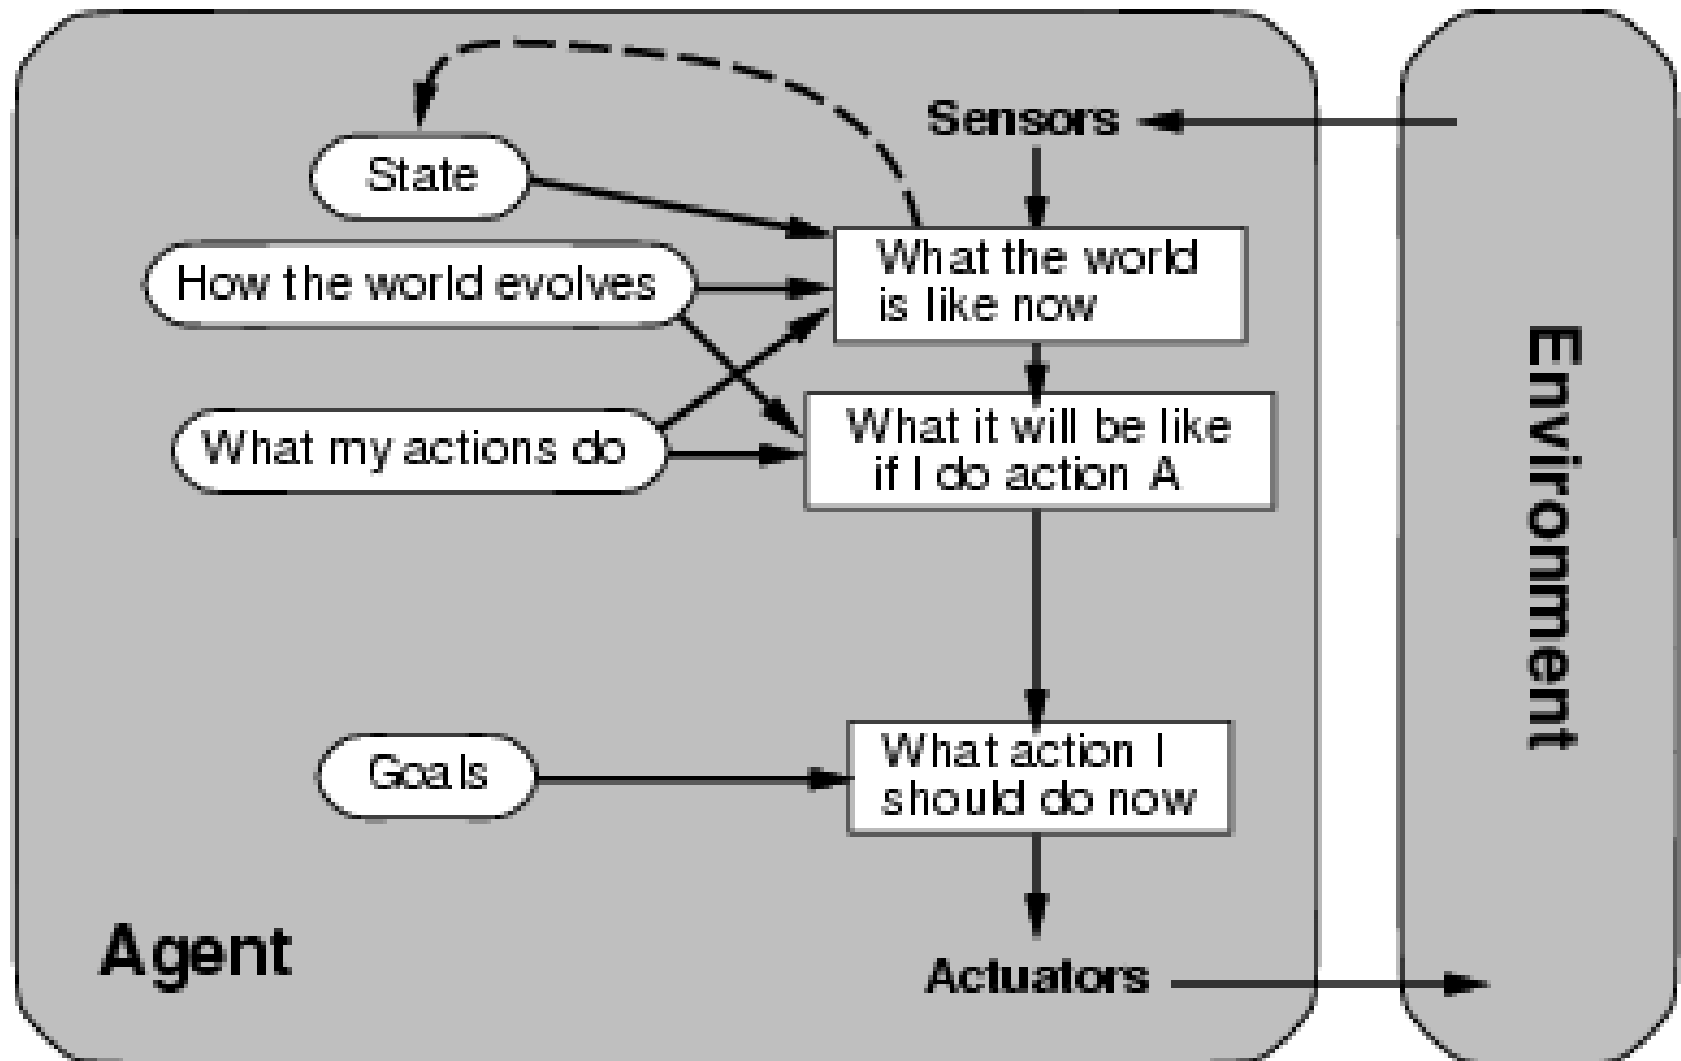 Sensors
State
What the world
is like now
How the world evolves
What my actions do
What it will be like
if I do action A
Environment
Goals
What action I
should do now
Agent
Actuators